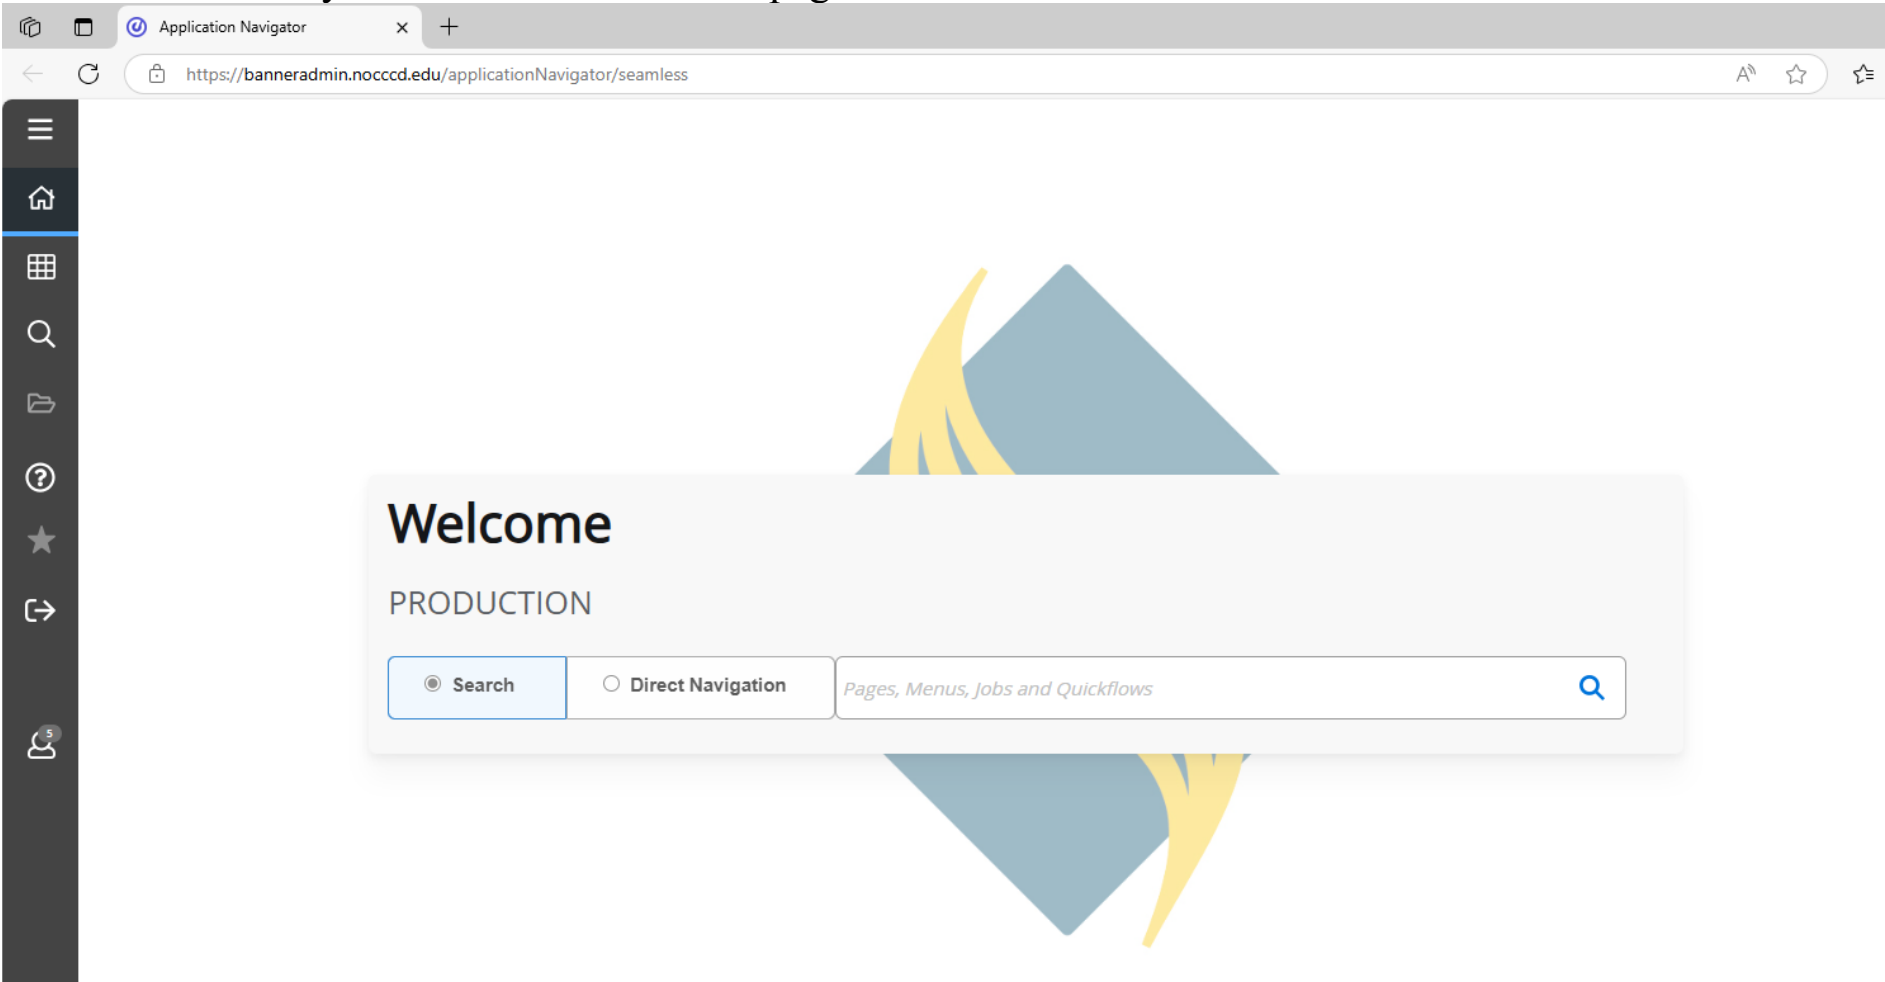 Application Navigator
https://banneradmin.nocccd.edu/applicationNavigator/seamless
Welcome
PRODUCTION
Search
Direct Navigation
Pages, Menus, Jobs and Quickflows
5